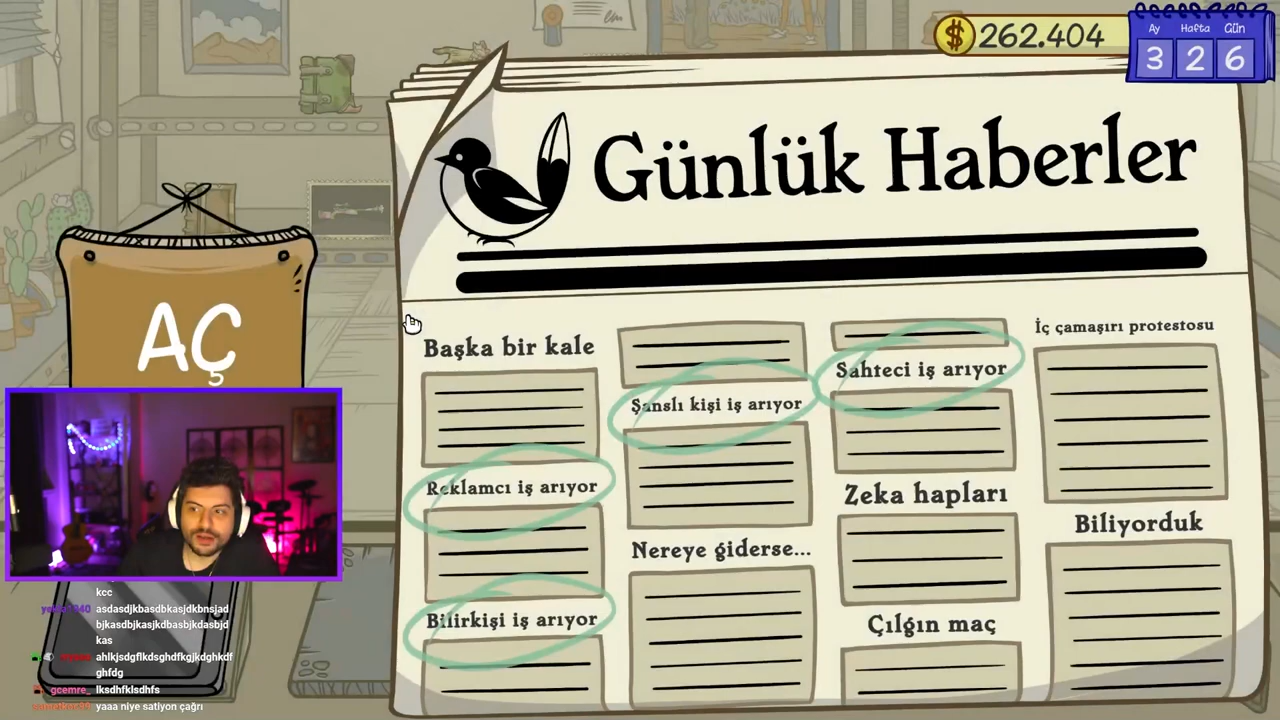 262.404
Ay Hafta Gün
3 2 6
Günlük Haberler
AÇ
Başka bir kale
Reklamcı iş arıyor
Bilirkişi iş arıyor
Şanslı kişi iş arıyor
Nereye giderse...
Sahteci iş arıyor
Zeka hapları
Çılgın maç
İç çamaşırı protestosu
Biliyorduk
kcc
asdasdjkbasdbkasjdkbnsjad
bjkasdbjkasjkdbasbjkdasbjd
kas
ahlkjsdgflkdsghdfkgjkdghkdf
ghfdg
gcemre_ lksdhfklsdhfs
yaaa niye satiyon çağrı